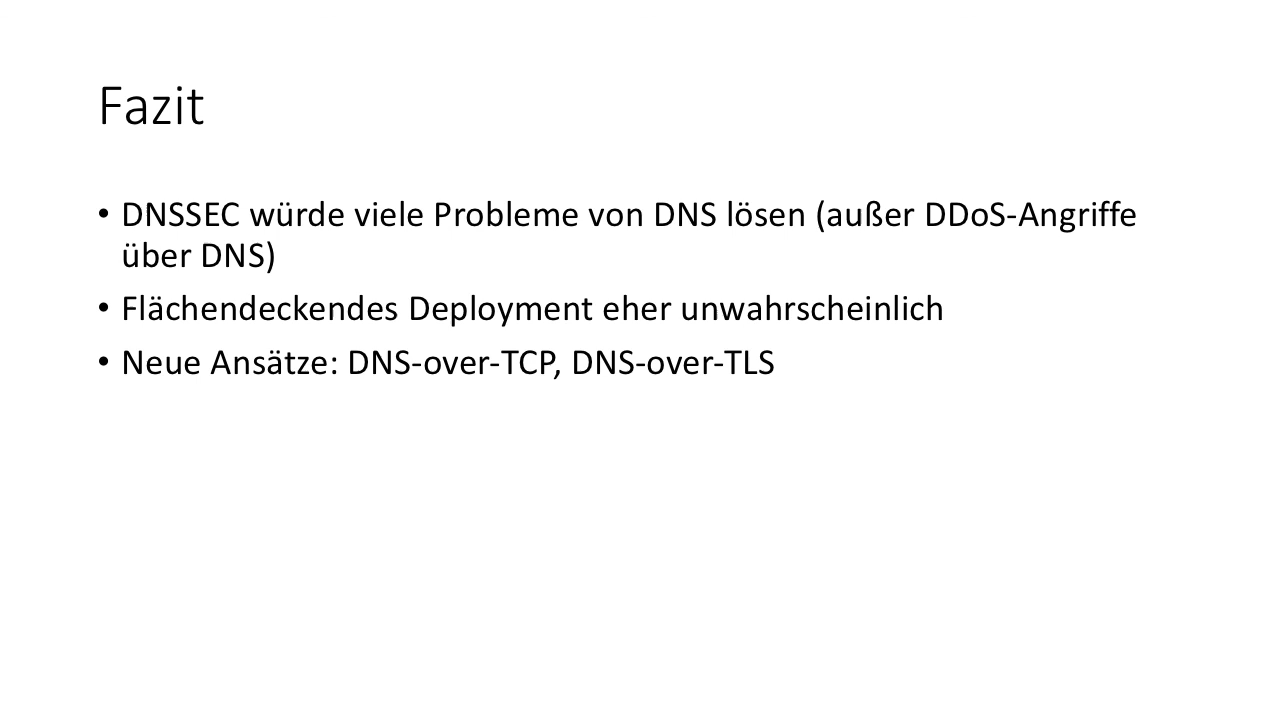 Fazit
• DNSSEC würde viele Probleme von DNS lösen (außer DDoS-Angriffe
über DNS)
• Flächendeckendes Deployment eher unwahrscheinlich
• Neue Ansätze: DNS-over-TCP, DNS-over-TLS